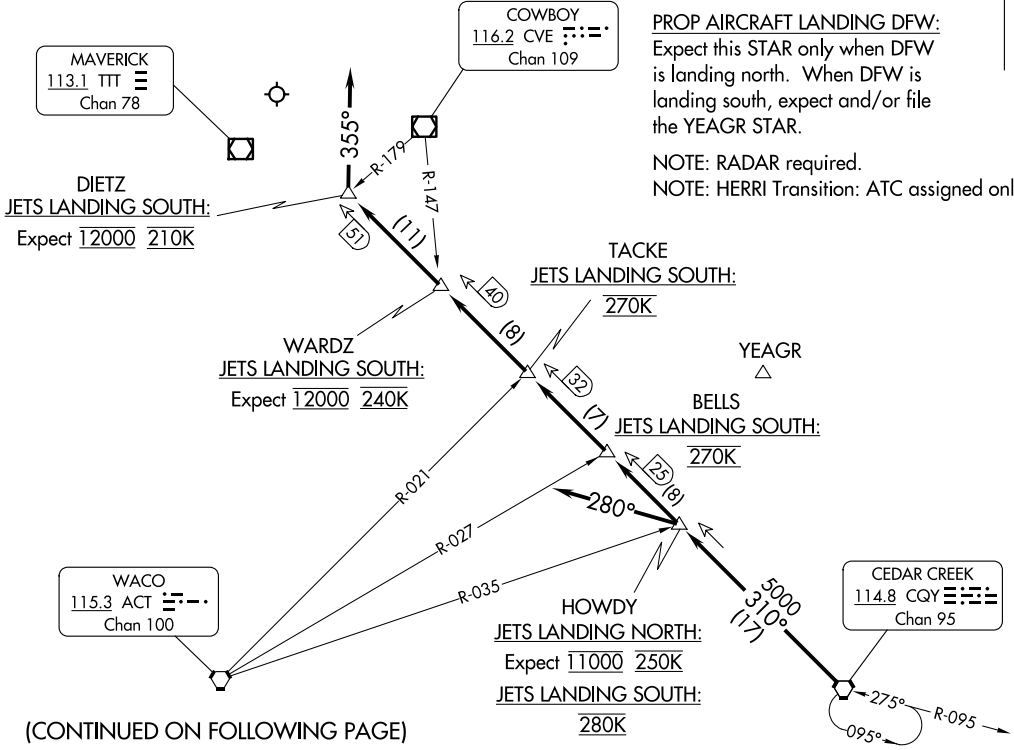 COWBOY
116.2 CVE
Chan 109
PROP AIRCRAFT LANDING DFW:
Expect this STAR only when DFW
is landing north. When DFW is
landing south, expect and/or file
the YEAGR STAR.
NOTE: RADAR required.
NOTE: HERRI Transition: ATC assigned onl
MAVERICK
113.1 TTT
Chan 78
355°
R-179
R-147
DIETZ
JETS LANDING SOUTH:
Expect 12000 210K
51
(11)
TACKE
JETS LANDING SOUTH:
270K
40
(8)
WARDZ
JETS LANDING SOUTH:
Expect 12000 240K
YEAGR
32
(7)
BELLS
JETS LANDING SOUTH:
270K
25
(8)
280°
R-021
R-027
R-035
WACO
115.3 ACT
Chan 100
HOWDY
JETS LANDING NORTH:
Expect 11000 250K
JETS LANDING SOUTH:
280K
5000
310°
(17)
CEDAR CREEK
114.8 CQY
Chan 95
275°
R-095
095°
(CONTINUED ON FOLLOWING PAGE)